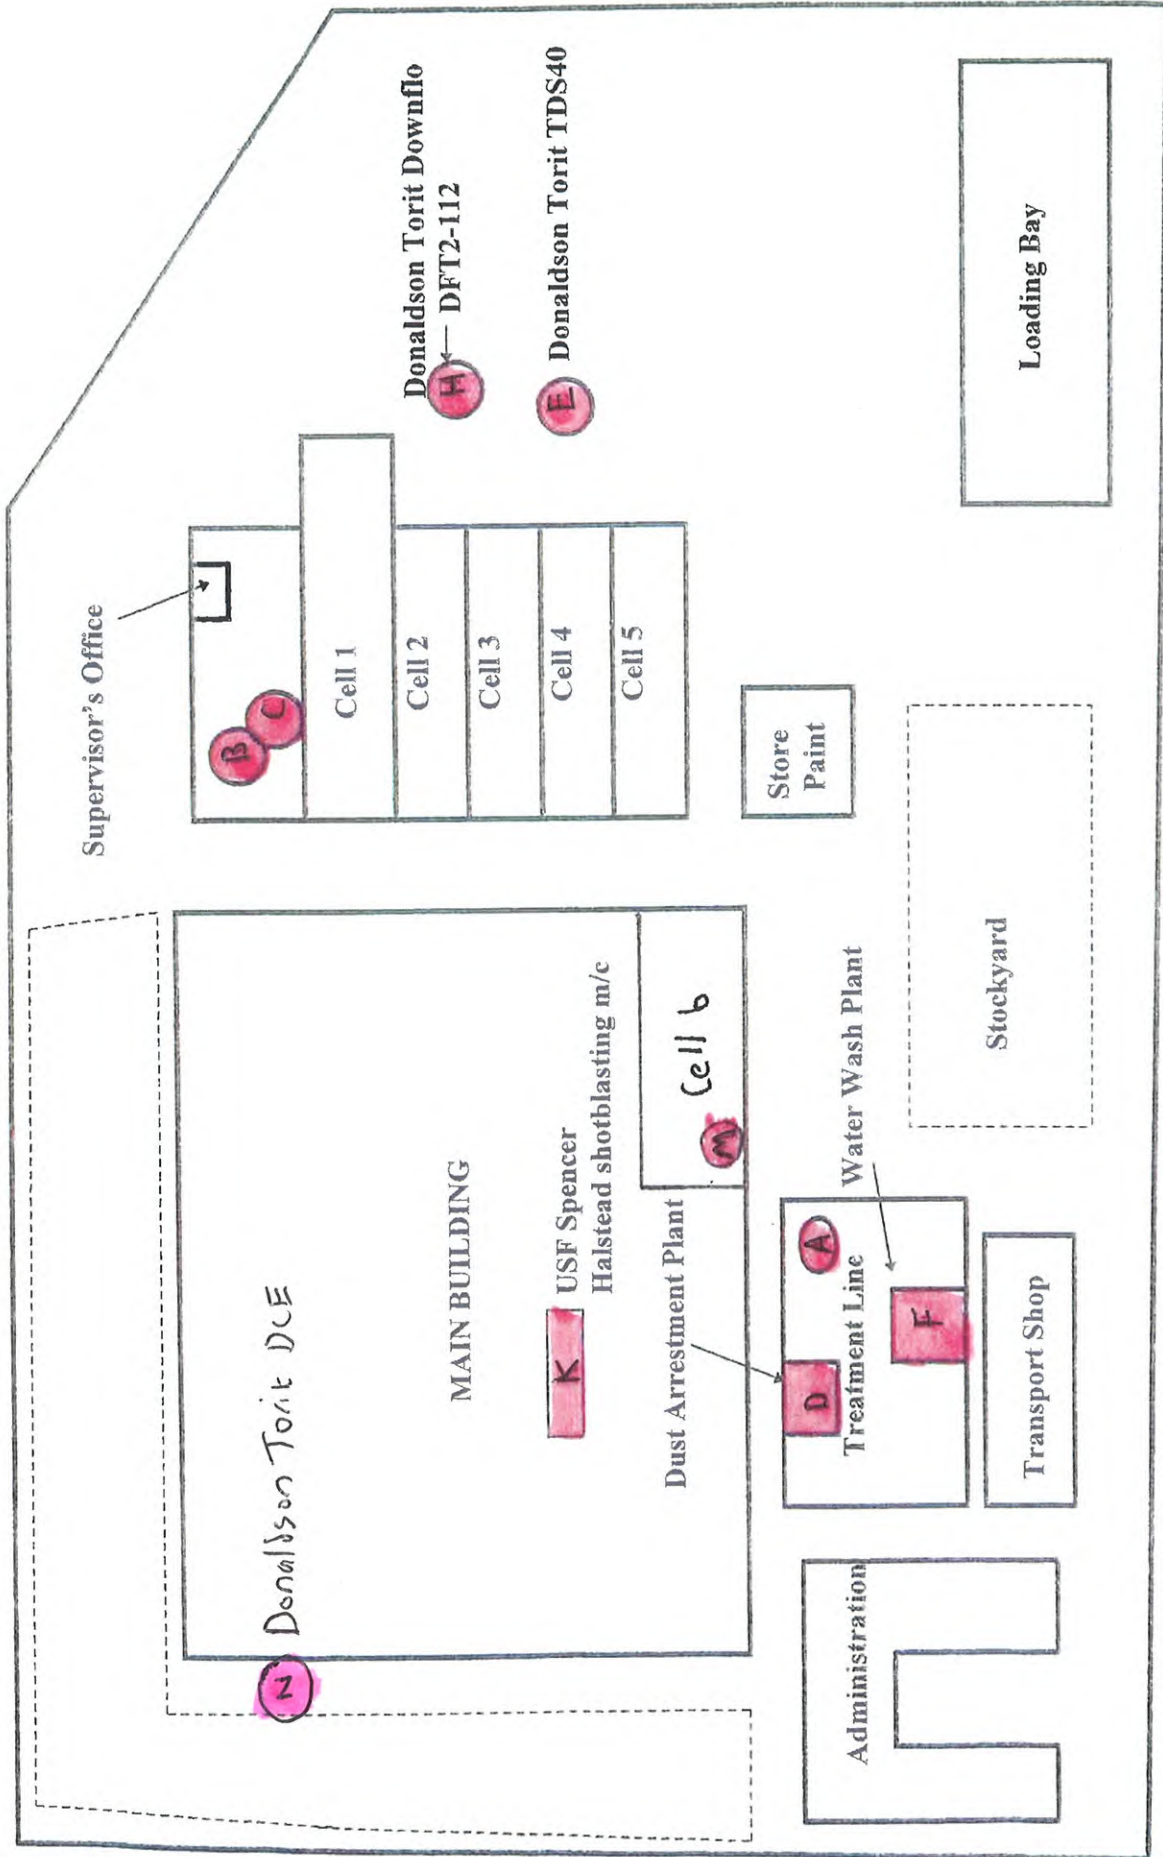 Supervisor's Office
B
C
Cell 1
Cell 2
Cell 3
Cell 4
Cell 5
Donaldson Torit Downflo
DFT2-112
H
E
Donaldson Torit TDS40
Loading Bay
Store
Paint
N
Donaldson Torit DCE
MAIN BUILDING
K
USF Spencer
Halstead shotblasting m/c
Cell 6
M
Dust Arrestment Plant
D
A
Treatment Line
F
Water Wash Plant
Stockyard
Administration
Transport Shop